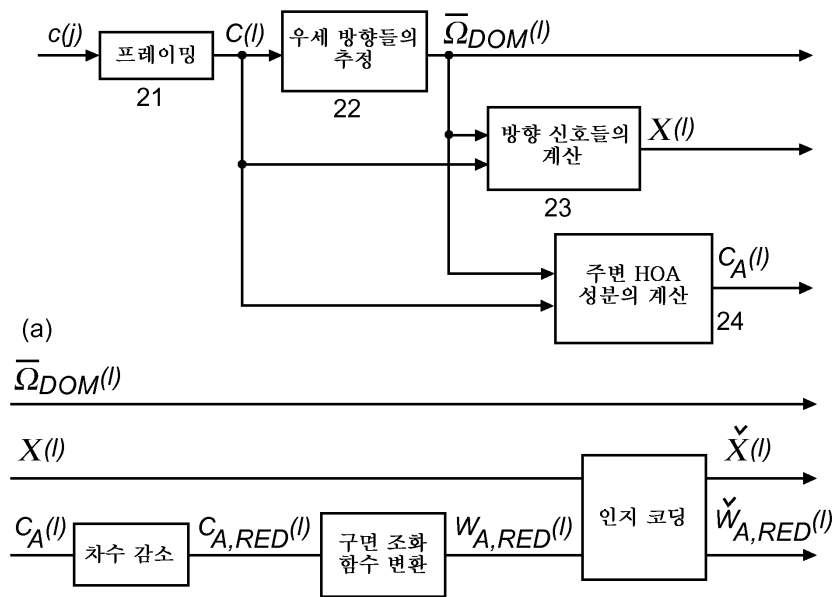 c(j)
프레이밍
21
C(l)
우세 방향들의
추정
22
Ω̅DOM(l)
방향 신호들의
계산
23
X(l)
주변 HOA
성분의 계산
24
CA(l)
(a)
Ω̅DOM(l)
X(l)
X̌(l)
CA(l)
차수 감소
CA,RED(l)
구면 조화
함수 변환
WA,RED(l)
인지 코딩
W̌A,RED(l)